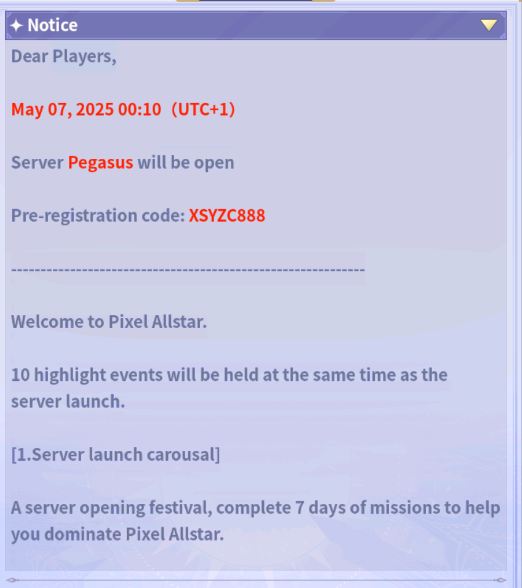 Notice
Dear Players,
May 07, 2025 00:10（UTC+1）
Server Pegasus will be open
Pre-registration code: XSYZC888
------------------------------------------------------------
Welcome to Pixel Allstar.
10 highlight events will be held at the same time as the
server launch.
[1.Server launch carousal]
A server opening festival, complete 7 days of missions to help
you dominate Pixel Allstar.